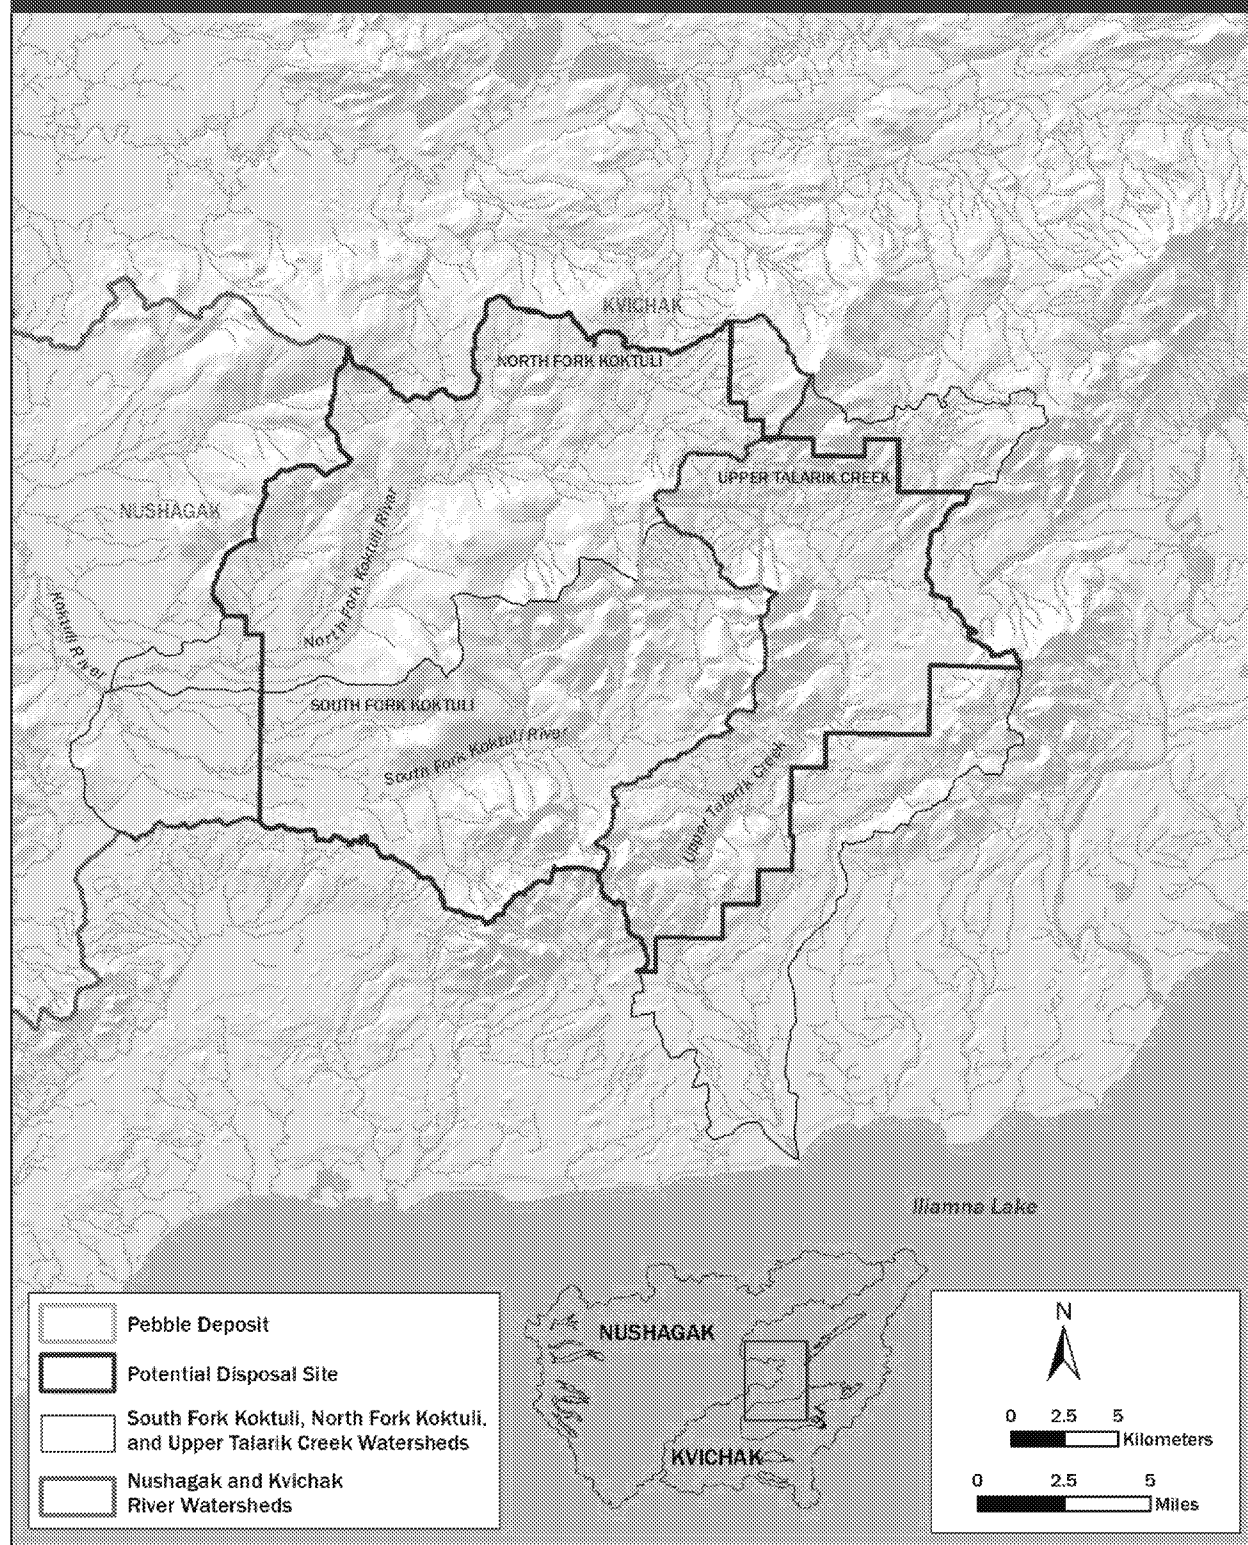 KVICHAK
NORTH FORK KOKTULI
UPPER TALARIK CREEK
NUSHAGAK
North Fork Koktuli River
Koktuli River
SOUTH FORK KOKTULI
South Fork Koktuli River
Upper Talarik Creek
Iliamna Lake
Pebble Deposit
Potential Disposal Site
South Fork Koktuli, North Fork Koktuli,
and Upper Talarik Creek Watersheds
Nushagak and Kvichak
River Watersheds
NUSHAGAK
KVICHAK
N
0 2.5 5
Kilometers
0 2.5 5
Miles